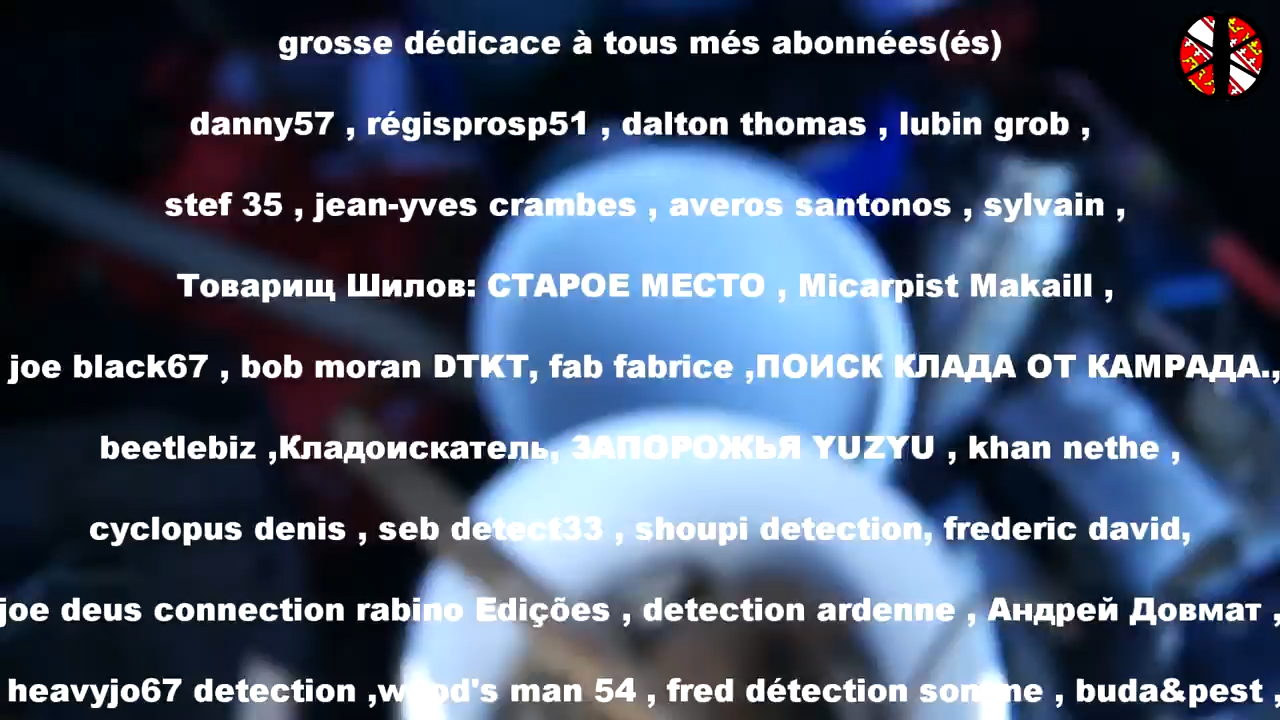 grosse dédicace à tous més abonnées(és)
danny57 , régisprosp51 , dalton thomas , lubin grob ,
stef 35 , jean-yves crambes , averos santonos , sylvain ,
Товарищ Шилов: СТАРОЕ МЕСТО , Micarpist Makaill ,
joe black67 , bob moran DTKT, fab fabrice ,ПОИСК КЛАДА ОТ КАМРАДА.,
beetlebiz ,Кладоискатель, ЗАПОРОЖЬЯ YUZYU , khan nethe ,
cyclopus denis , seb detect33 , shoupi detection, frederic david,
joe deus connection rabino Edições , detection ardenne , Андрей Довмат ,
heavyjo67 detection , man 54 , fred détection somme , buda&pest ,